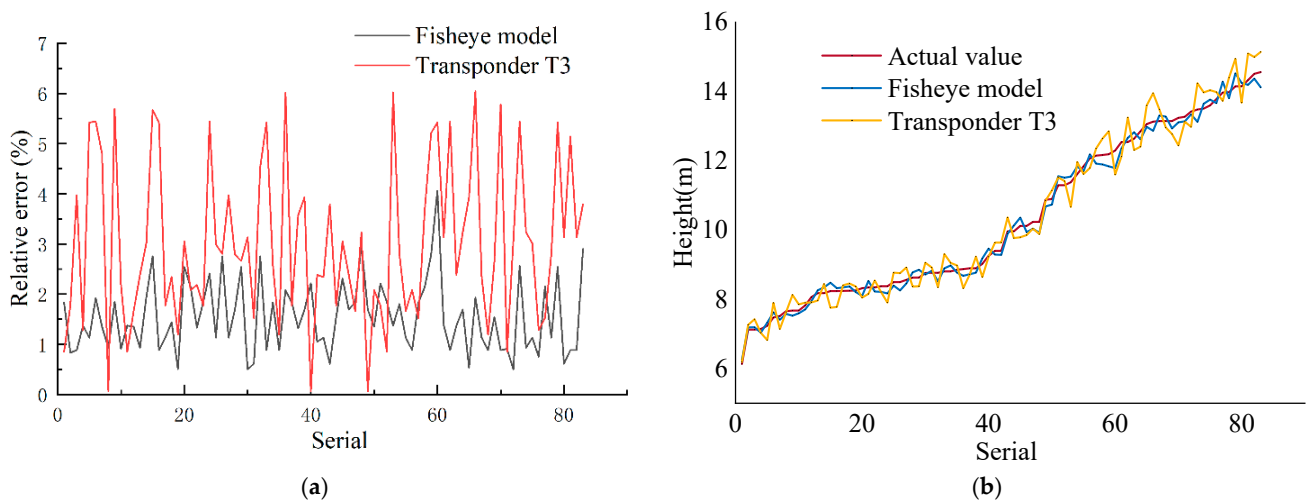 Fisheye model
Transponder T3
Relative error (%)
7
6
5
4
3
2
1
0
0 20 40 60 80
Serial
(a)
Actual value
Fisheye model
Transponder T3
Height(m)
16
14
12
10
8
6
0 20 40 60 80
Serial
(b)